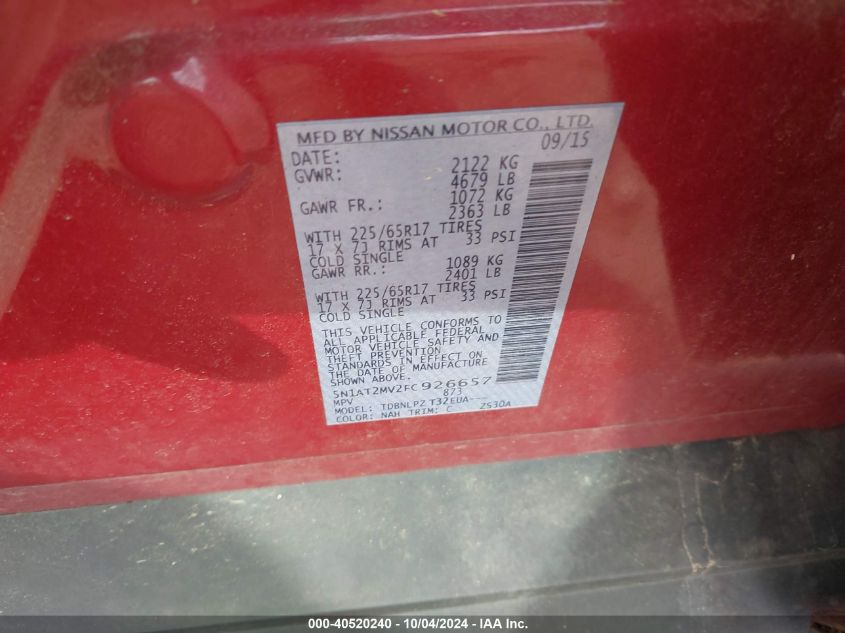 MFD BY NISSAN MOTOR CO., LTD.
DATE: 09/15
GVWR: 2122 KG
4679 LB
GAWR FR.: 1072 KG
2363 LB
WITH 225/65R17 TIRES
17 X 7J RIMS AT 33 PSI
COLD SINGLE
GAWR RR.: 1089 KG
2401 LB
WITH 225/65R17 TIRES
17 X 7J RIMS AT 33 PSI
COLD SINGLE
THIS VEHICLE CONFORMS TO
ALL APPLICABLE FEDERAL
MOTOR VEHICLE SAFETY AND
THEFT PREVENTION
STANDARDS IN EFFECT ON
THE DATE OF MANUFACTURE
SHOWN ABOVE.
5N1AT2MV2FC926657
MPV 873
MODEL: TDBNLPZ T32EUA---
COLOR: NAH TRIM: C ZS30A
000-40520240 - 10/04/2024 - IAA Inc.